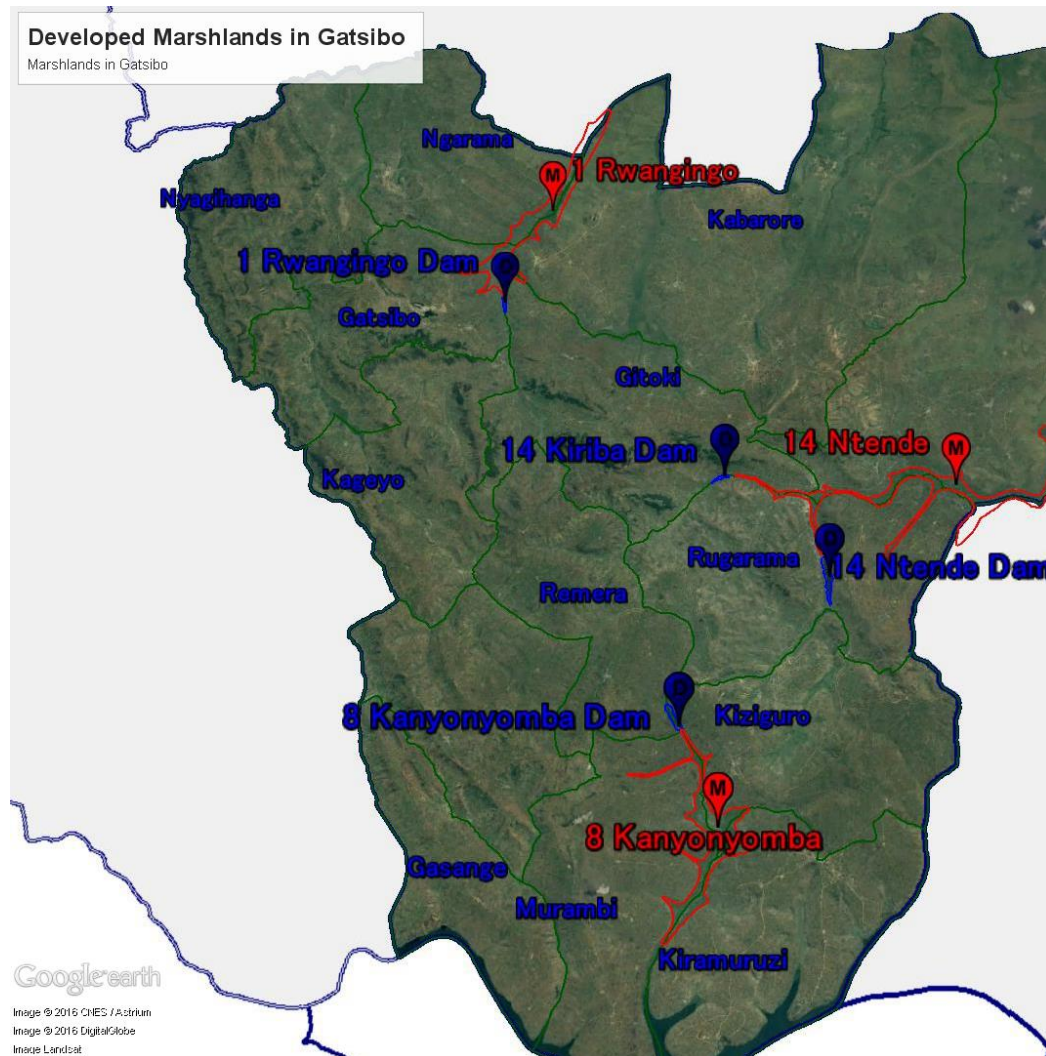 Developed Marshlands in Gatsibo
Marshlands in Gatsibo
Ngarama
M
1 Rwangingo
Nyagihanga
Kabarore
1 Rwangingo Dam
D
Gatsibo
Gitoki
14 Kiriba Dam
D
14 Ntende
M
Kageyo
Rugarama
D
14 Ntende Dam
Remera
8 Kanyonyomba Dam
D
Kiziguro
M
8 Kanyonyomba
Gasange
Murambi
Kiramuruzi
Google earth
Image © 2016 CNES / Astrium
Image © 2016 DigitalGlobe
Image Landsat